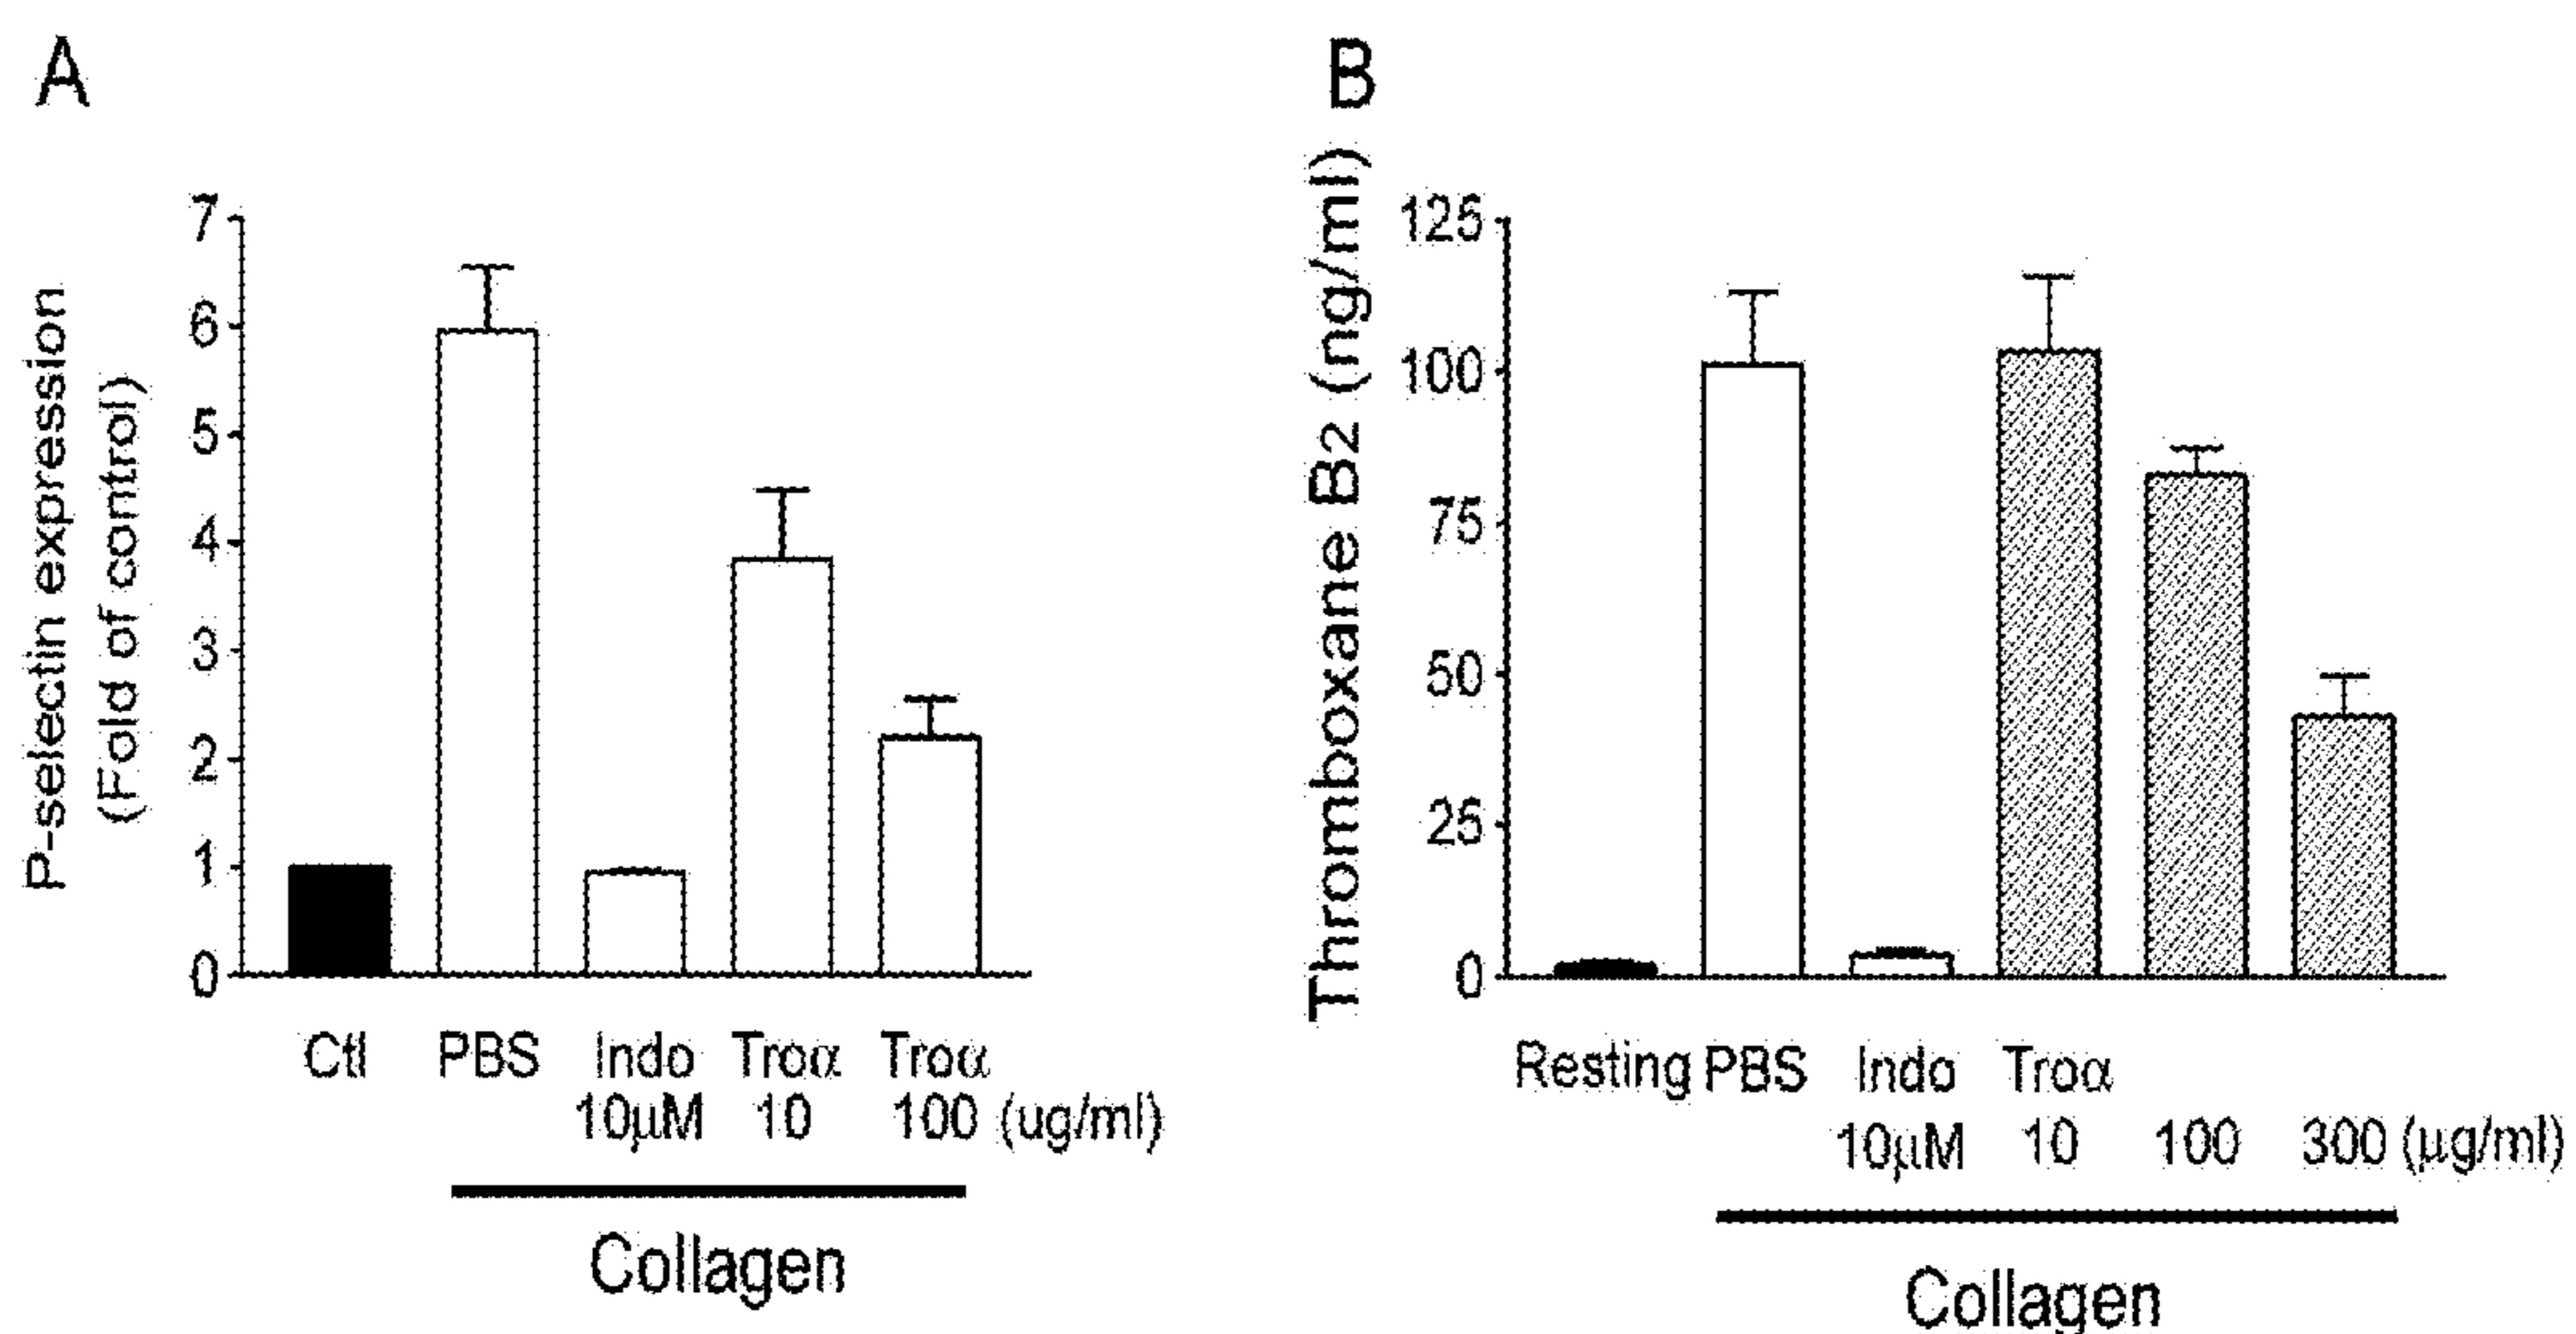 A
P-selectin expression
(Fold of control)
7
6
5
4
3
2
1
0
Ctl PBS Indo Troα Troα
10μM 10 100 (ug/ml)
Collagen
B
Thromboxane B2 (ng/ml)
125
100
75
50
25
0
Resting PBS Indo Troα
10μM 10 100 300 (μg/ml)
Collagen